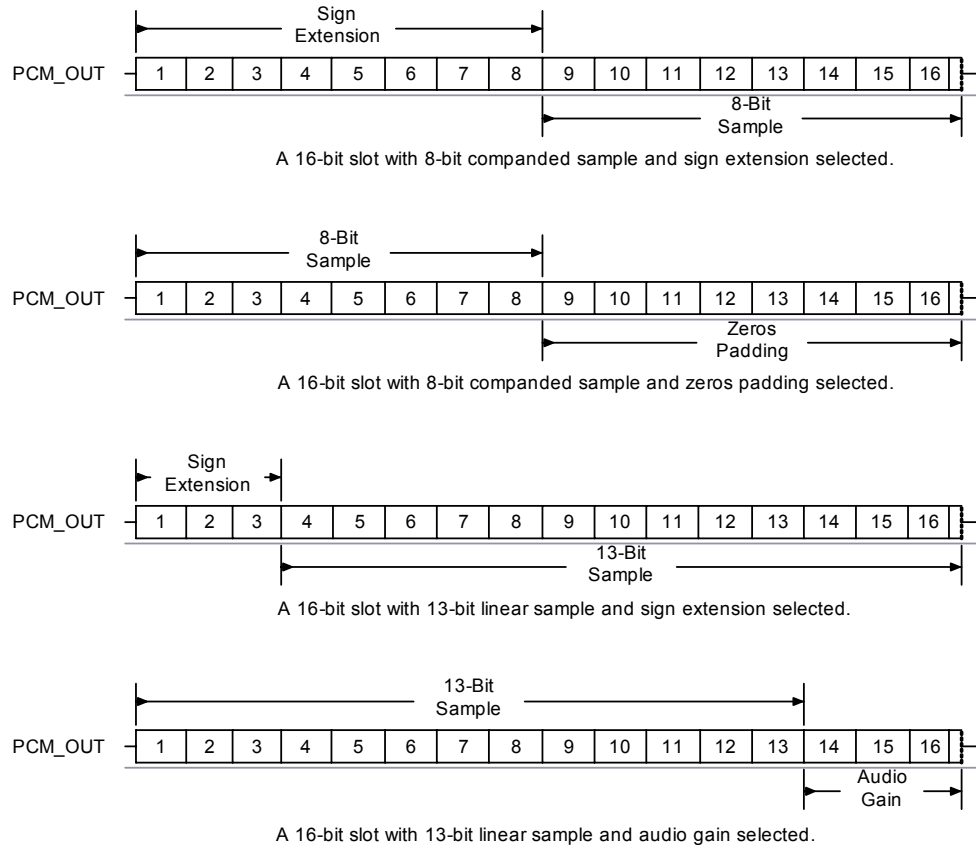 Sign
Extension
PCM_OUT 1 2 3 4 5 6 7 8 9 10 11 12 13 14 15 16
8-Bit
Sample
A 16-bit slot with 8-bit companded sample and sign extension selected.
8-Bit
Sample
PCM_OUT 1 2 3 4 5 6 7 8 9 10 11 12 13 14 15 16
Zeros
Padding
A 16-bit slot with 8-bit companded sample and zeros padding selected.
Sign
Extension
PCM_OUT 1 2 3 4 5 6 7 8 9 10 11 12 13 14 15 16
13-Bit
Sample
A 16-bit slot with 13-bit linear sample and sign extension selected.
13-Bit
Sample
PCM_OUT 1 2 3 4 5 6 7 8 9 10 11 12 13 14 15 16
Audio
Gain
A 16-bit slot with 13-bit linear sample and audio gain selected.